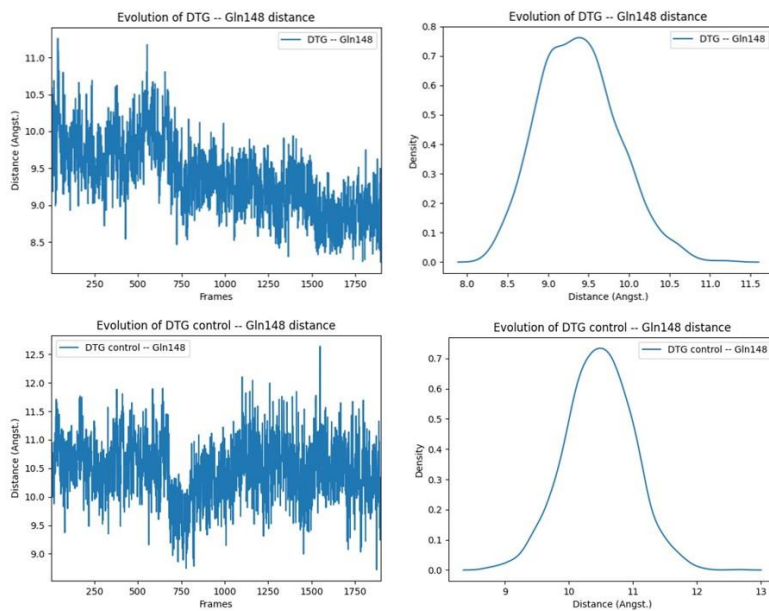 Evolution of DTG -- Gln148 distance
DTG -- Gln148
Distance (Angst.)
11.0
10.5
10.0
9.5
9.0
8.5
250 500 750 1000 1250 1500 1750
Frames
Evolution of DTG -- Gln148 distance
DTG -- Gln148
Density
0.8
0.7
0.6
0.5
0.4
0.3
0.2
0.1
0.0
8.0 8.5 9.0 9.5 10.0 10.5 11.0 11.5
Distance (Angst.)
Evolution of DTG control -- Gln148 distance
DTG control -- Gln148
Distance (Angst.)
12.5
12.0
11.5
11.0
10.5
10.0
9.5
9.0
250 500 750 1000 1250 1500 1750
Frames
Evolution of DTG control -- Gln148 distance
DTG control -- Gln148
Density
0.7
0.6
0.5
0.4
0.3
0.2
0.1
0.0
9 10 11 12 13
Distance (Angst.)